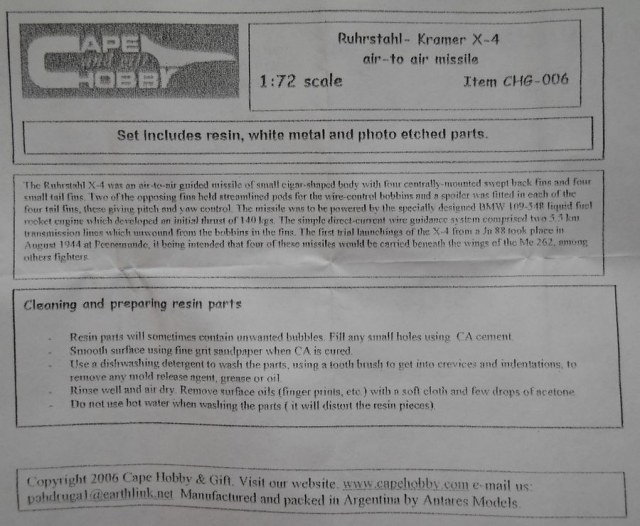 CAPE
and gift
HOBBY
Ruhrstahl- Kramer X-4
air-to air missile
1:72 scale Item CHG-006
Set includes resin, white metal and photo etched parts.
The Ruhrstahl X-4 was an air-to-air guided missile of small cigar-shaped body with four centrally-mounted swept back fins and four
small tail fins. Two of the opposing fins held streamlined pods for the wire-control bobbins and a spoiler was fitted in each of the
four tail fins, these giving pitch and yaw control. The missile was to be powered by the specially designed BMW 109-548 liquid fuel
rocket engine which developed an initial thrust of 140 kgs. The simple direct-current wire guidance system comprized two 5.5 km
transmission lines which unwound from the bobbins in the fins. The first trial launchings of the X-4 from a Ju 88 took place in
August 1944 at Peenemunde, it being intended that four of these missiles would be carried beneath the wings of the Me 262, among
others fighters
Cleaning and preparing resin parts
- Resin parts will sometimes contain unwanted bubbles. Fill any small holes using CA cement.
- Smooth surface using fine grit sandpaper when CA is cured.
- Use a dishwashing detergent to wash the parts, using a tooth brush to get into crevices and indentations, to
remove any mold release agent, grease or oil.
- Rinse well and air dry. Remove surface oils (finger prints, etc.) with a soft cloth and few drops of acetone.
- Do not use hot water when washing the parts ( it will distort the resin pieces)
Copyright 2006 Cape Hobby & Gift. Visit our website. www.capehobby.com e-mail us:
pohdruga1@earthlink.net Manufactured and packed in Argentina by Antares Models.